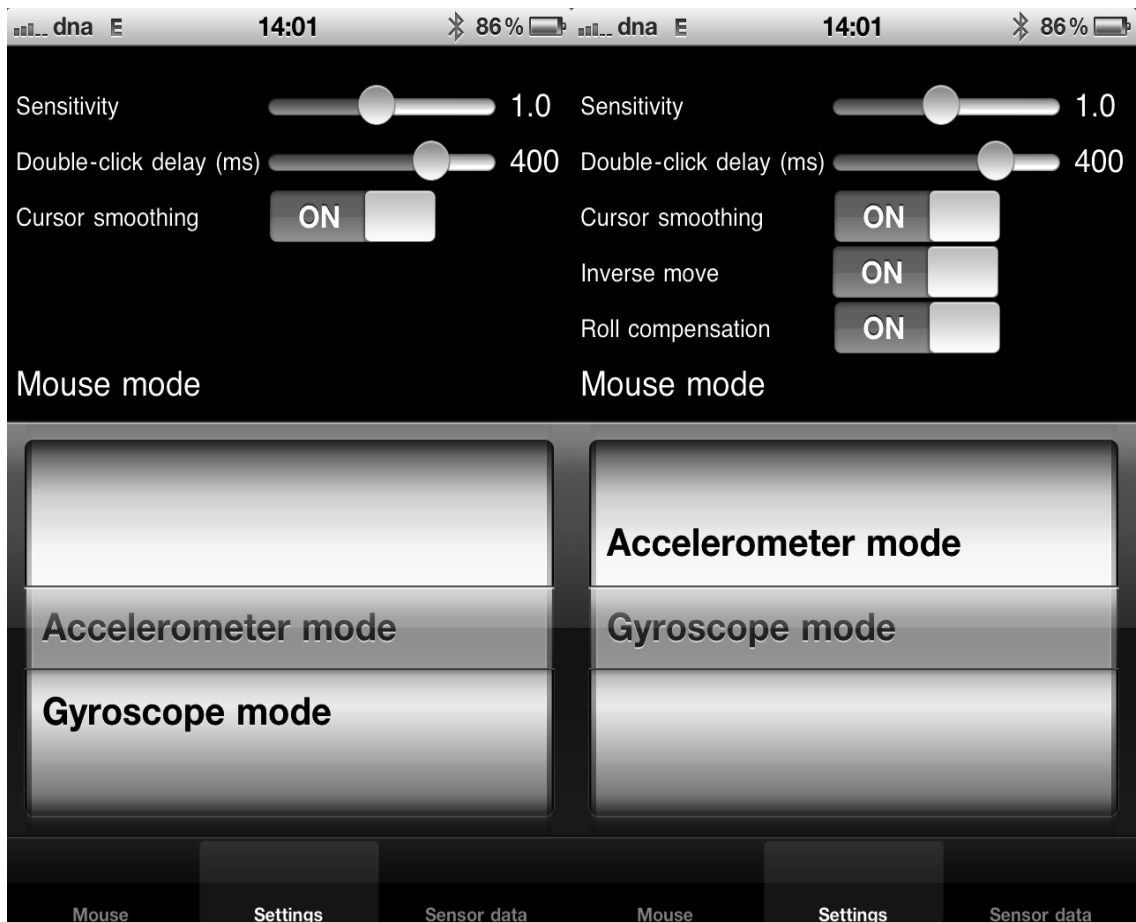 dna E 14:01 86%
Sensitivity 1.0
Double-click delay (ms) 400
Cursor smoothing ON
Mouse mode
Accelerometer mode
Gyroscope mode
Mouse Settings Sensor data
dna E 14:01 86%
Sensitivity 1.0
Double-click delay (ms) 400
Cursor smoothing ON
Inverse move ON
Roll compensation ON
Mouse mode
Accelerometer mode
Gyroscope mode
Mouse Settings Sensor data